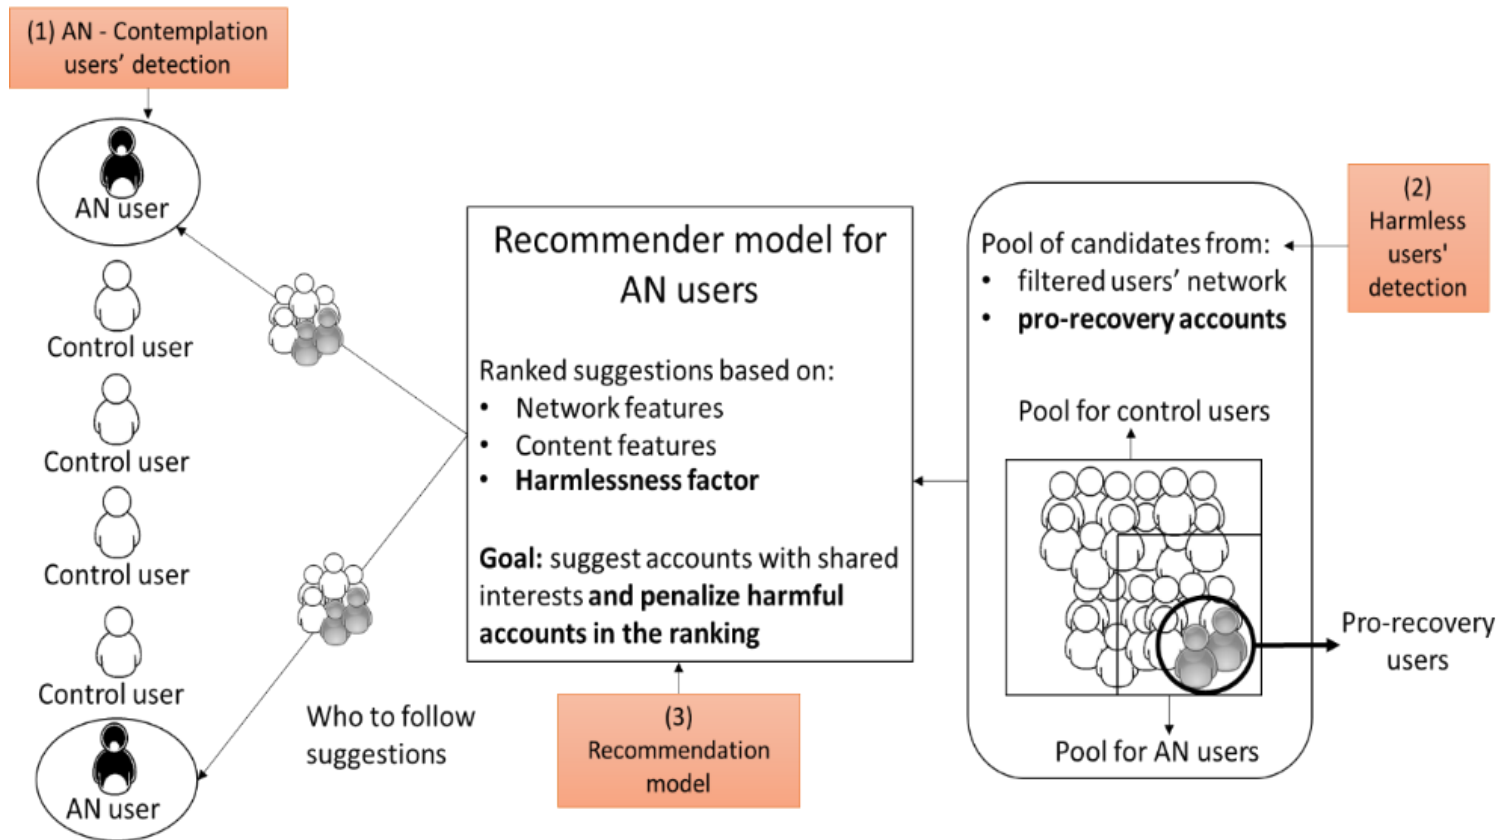 (1) AN - Contemplation
users’ detection
AN user
Control user
Control user
Control user
Control user
AN user
Who to follow
suggestions
Recommender model for
AN users
Ranked suggestions based on:
• Network features
• Content features
• Harmlessness factor
Goal: suggest accounts with shared
interests and penalize harmful
accounts in the ranking
(3)
Recommendation
model
Pool of candidates from:
• filtered users’ network
• pro-recovery accounts
Pool for control users
Pool for AN users
(2)
Harmless
users'
detection
Pro-recovery
users